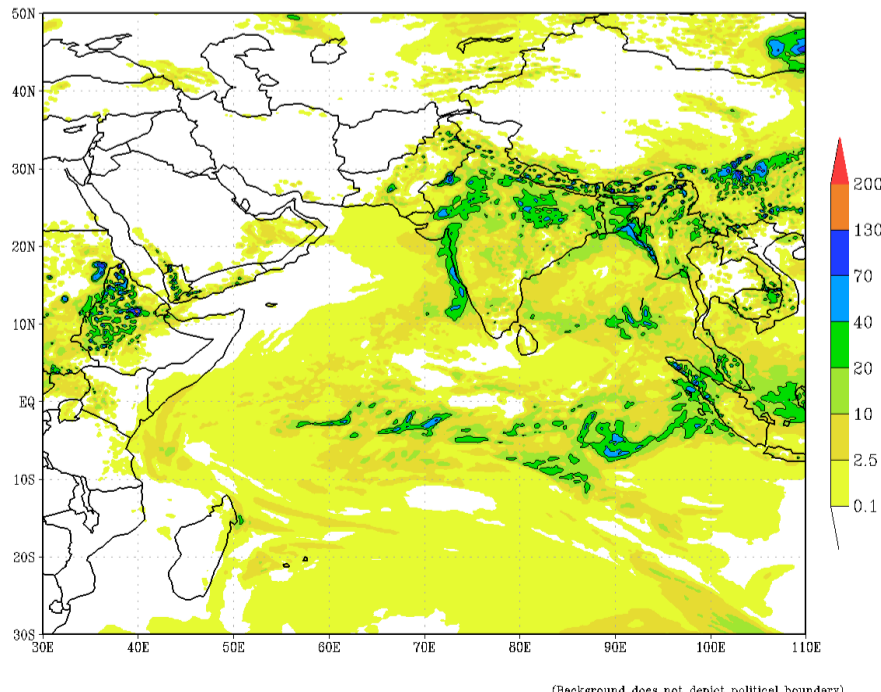 50N
40N
30N
20N
10N
EQ
10S
20S
30S
30E 40E 50E 60E 70E 80E 90E 100E 110E
200
130
70
40
20
10
2.5
0.1
(Background does not depict political boundary)